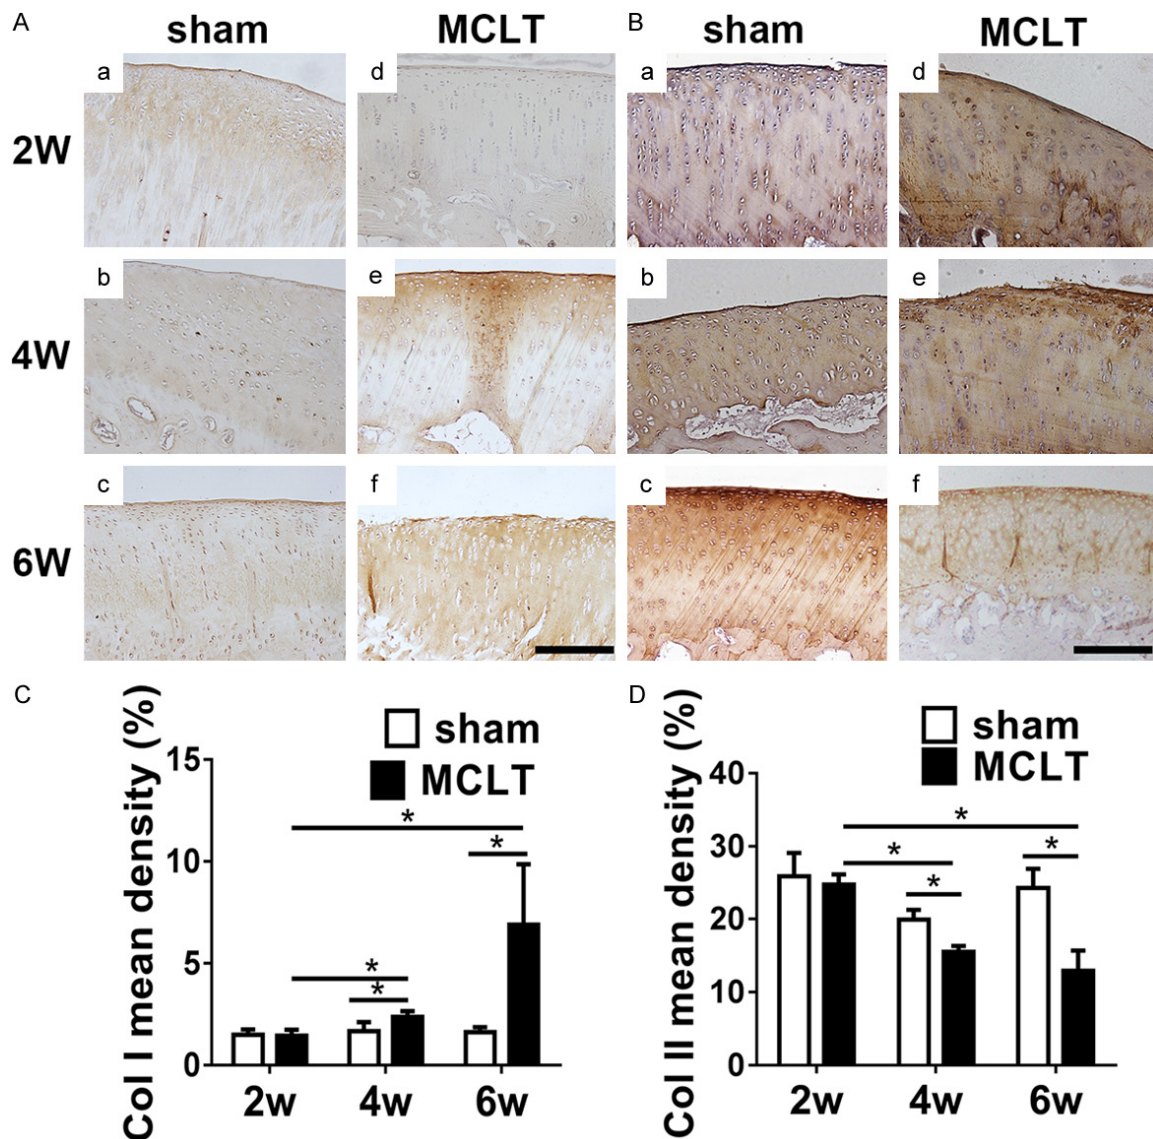 A sham MCLT B sham MCLT
a d a d
2W
b e b e
4W
c f c f
6W
C D
Col I mean density (%)
sham
MCLT
15
10
5
0
* * * *
2w 4w 6w
Col II mean density (%)
sham
MCLT
40
30
20
10
0
* * * *
2w 4w 6w